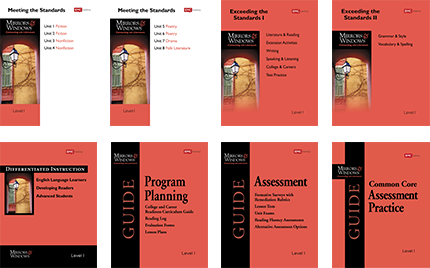 Meeting the Standards
Unit 1 Fiction
Unit 2 Fiction
Unit 3 Nonfiction
Unit 4 Nonfiction
MIRRORS &
WINDOWS
Level I
Meeting the Standards
Unit 5 Poetry
Unit 6 Poetry
Unit 7 Drama
Unit 8 Folk Literature
MIRRORS &
WINDOWS
Level I
Exceeding the
Standards I
MIRRORS &
WINDOWS
Literature & Reading
Extension Activities
Writing
Speaking & Listening
College & Careers
Test Practice
Level I
Exceeding the
Standards II
MIRRORS &
WINDOWS
Grammar & Style
Vocabulary & Spelling
Level I
DIFFERENTIATED INSTRUCTION
English Language Learners
Developing Readers
Advanced Students
MIRRORS &
WINDOWS
Level I
MIRRORS &
WINDOWS
GUIDE
Program
Planning
College and Career
Readiness Curriculum Guide
Reading Log
Evaluation Forms
Lesson Plans
Level I
MIRRORS &
WINDOWS
GUIDE
Assessment
Formative Surveys with
Remediation Rubrics
Lesson Tests
Unit Exams
Reading Fluency Assessments
Alternative Assessment Options
Level I
MIRRORS &
WINDOWS
GUIDE
Common Core
Assessment
Practice
Level I